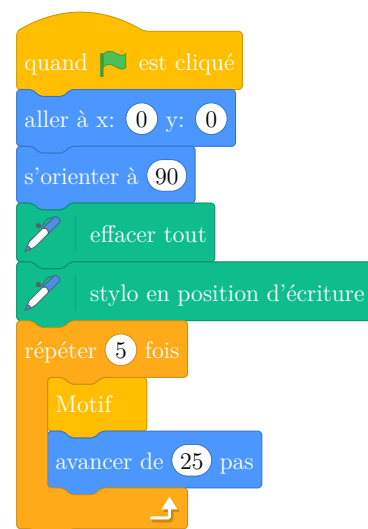 quand est cliqué
aller à x: 0 y: 0
s'orienter à 90
effacer tout
stylo en position d'écriture
répéter 5 fois
Motif
avancer de 25 pas